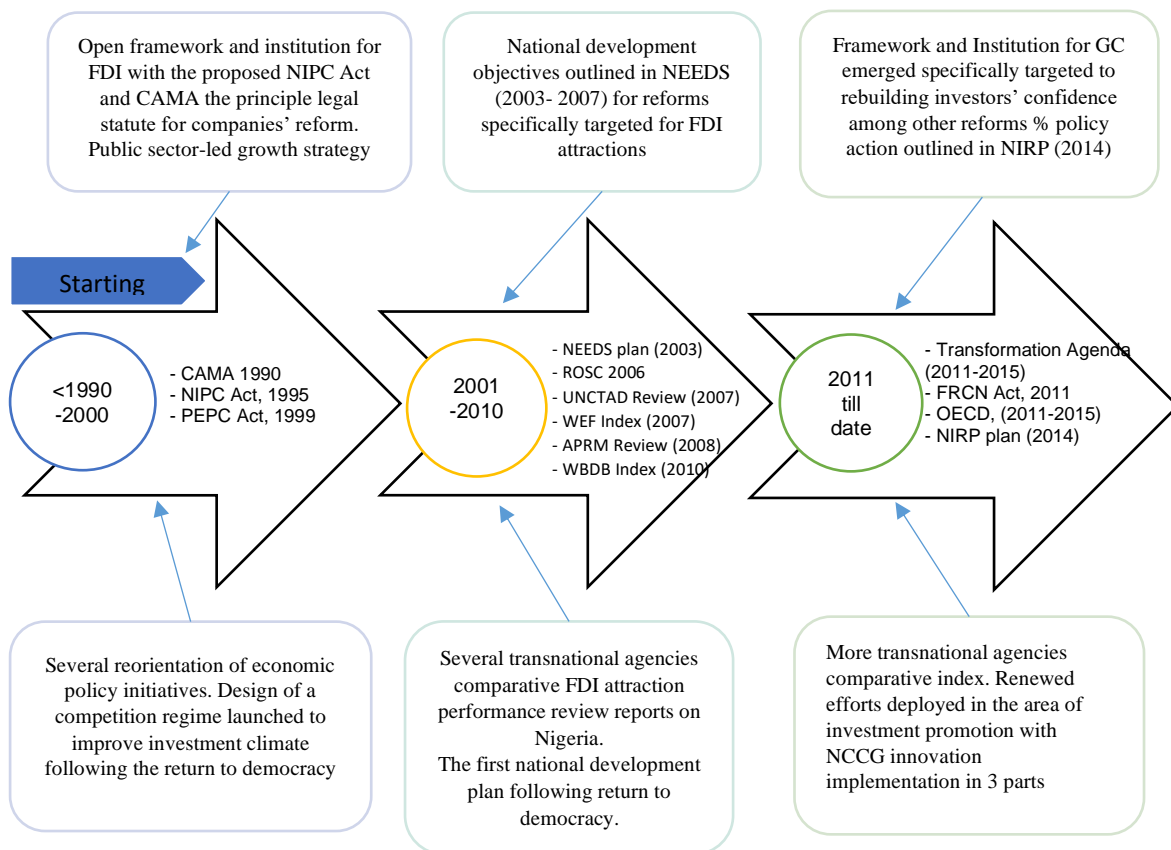 Open framework and institution for
FDI with the proposed NIPC Act
and CAMA the principle legal
statute for companies’ reform.
Public sector-led growth strategy
National development
objectives outlined in NEEDS
(2003- 2007) for reforms
specifically targeted for FDI
attractions
Framework and Institution for GC
emerged specifically targeted to
rebuilding investors’ confidence
among other reforms % policy
action outlined in NIRP (2014)
Starting
<1990
-2000
- CAMA 1990
- NIPC Act, 1995
- PEPC Act, 1999
2001
-2010
- NEEDS plan (2003)
- ROSC 2006
- UNCTAD Review (2007)
- WEF Index (2007)
- APRM Review (2008)
- WBDB Index (2010)
2011
till
date
- Transformation Agenda
(2011-2015)
- FRCN Act, 2011
- OECD, (2011-2015)
- NIRP plan (2014)
Several reorientation of economic
policy initiatives. Design of a
competition regime launched to
improve investment climate
following the return to democracy
Several transnational agencies
comparative FDI attraction
performance review reports on
Nigeria.
The first national development
plan following return to
democracy.
More transnational agencies
comparative index. Renewed
efforts deployed in the area of
investment promotion with
NCCG innovation
implementation in 3 parts